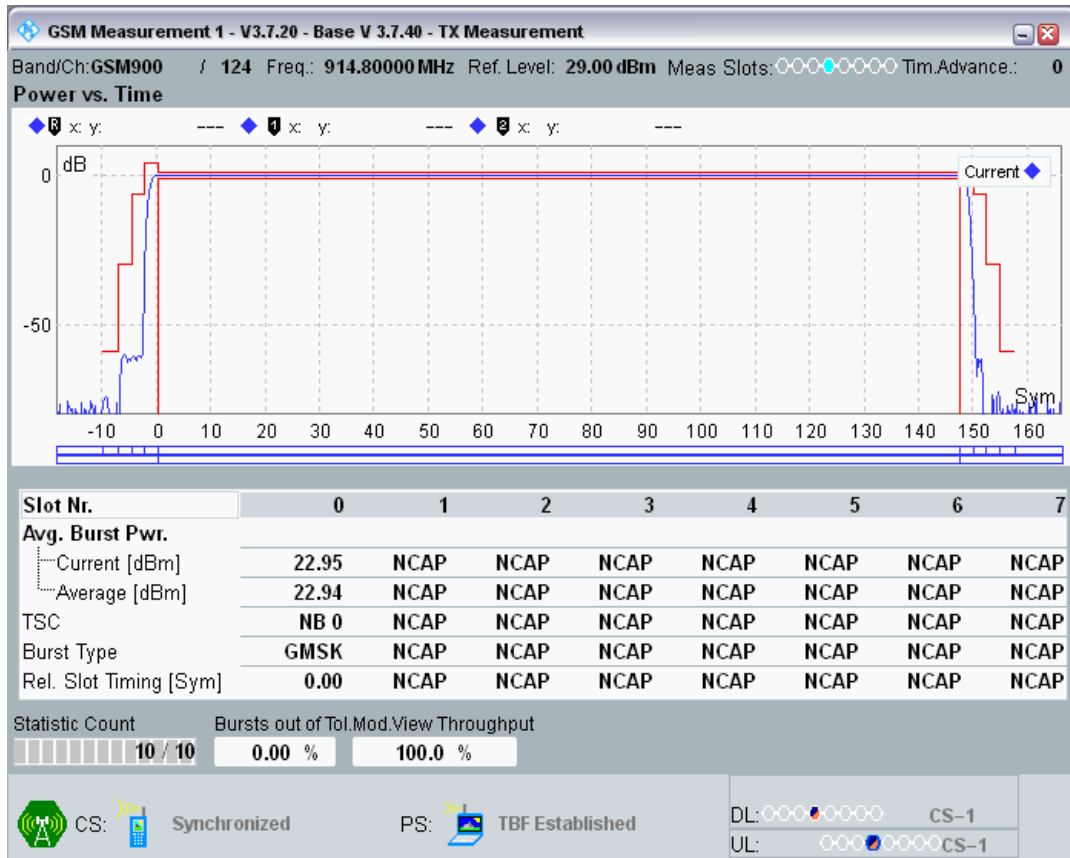 GSM Measurement 1 - V3.7.20 - Base V 3.7.40 - TX Measurement
Band/Ch:GSM900 / 124 Freq.: 914.80000 MHz Ref. Level: 29.00 dBm Meas Slots: Tim.Advance.: 0
Power vs. Time
R x: y: --- 1 x: y: --- 2 x: y: ---
dB
Current
0
-50
Sym
-10 0 10 20 30 40 50 60 70 80 90 100 110 120 130 140 150 160
Slot Nr. 0 1 2 3 4 5 6 7
Avg. Burst Pwr.
Current [dBm] 22.95 NCAP NCAP NCAP NCAP NCAP NCAP NCAP
Average [dBm] 22.94 NCAP NCAP NCAP NCAP NCAP NCAP NCAP
TSC NB 0 NCAP NCAP NCAP NCAP NCAP NCAP NCAP
Burst Type GMSK NCAP NCAP NCAP NCAP NCAP NCAP NCAP
Rel. Slot Timing [Sym] 0.00 NCAP NCAP NCAP NCAP NCAP NCAP NCAP
Statistic Count Bursts out of Tol. Mod.View Throughput
10 / 10 0.00 % 100.0 %
CS: Synchronized PS: TBF Established
DL: CS-1
UL: CS-1